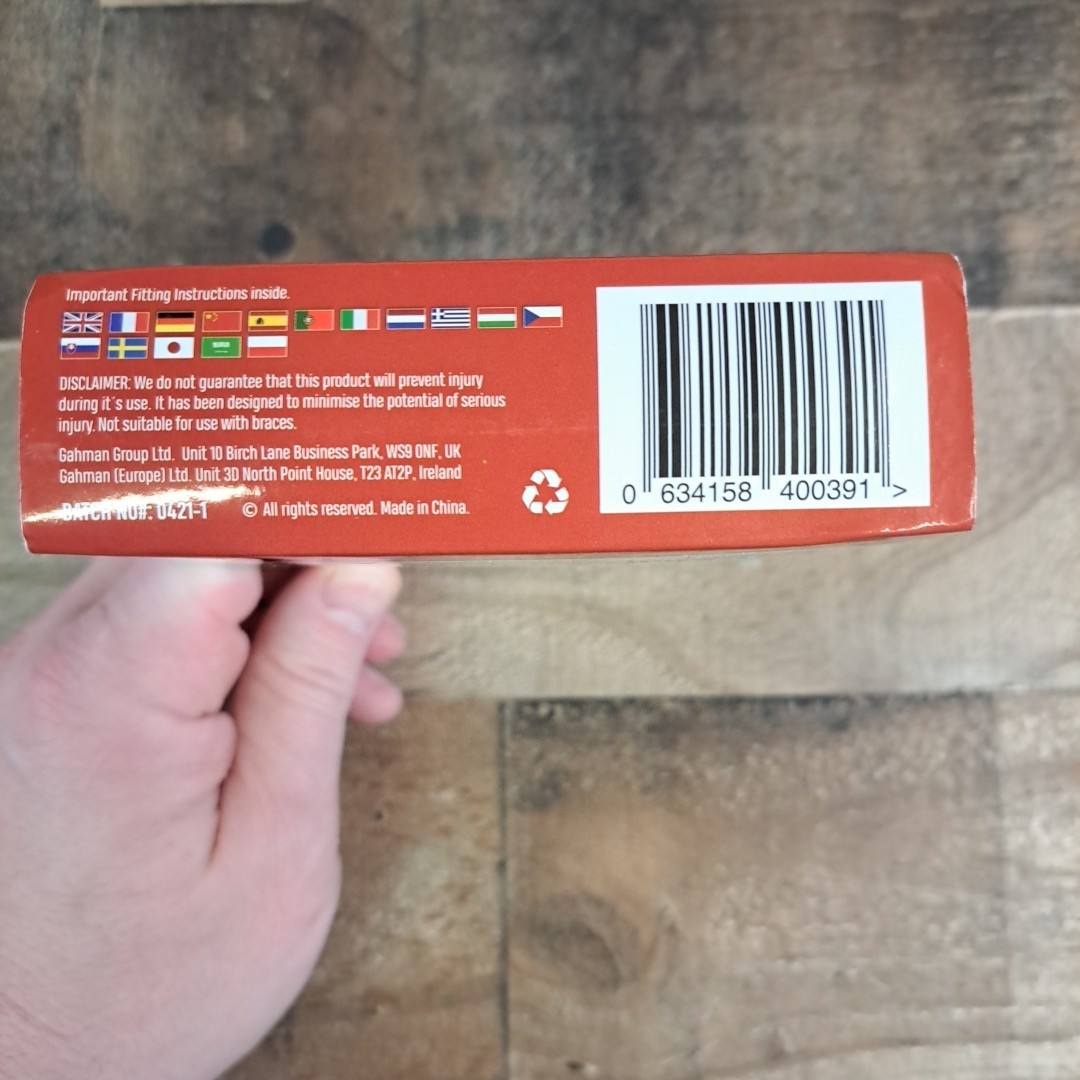 Important Fitting Instructions inside.
DISCLAIMER: We do not guarantee that this product will prevent injury
during it's use. It has been designed to minimise the potential of serious
injury. Not suitable for use with braces.
Gahman Group Ltd. Unit 10 Birch Lane Business Park, WS9 0NF, UK
Gahman (Europe) Ltd. Unit 3D North Point House, T23 AT2P, Ireland
BATCH NO#: 0421-1 © All rights reserved. Made in China.
0 634158 400391 >